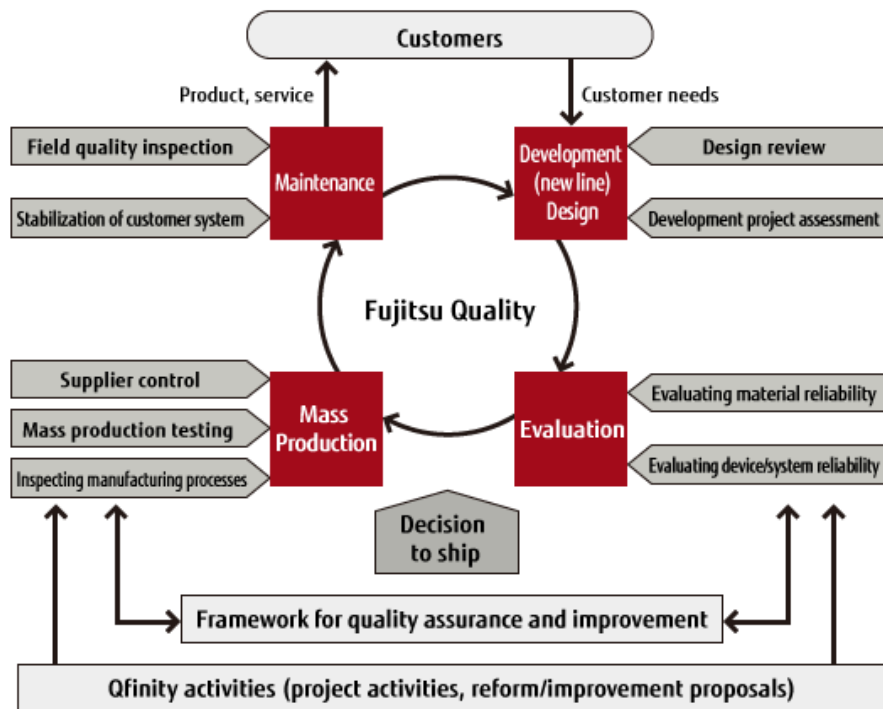 Customers
Product, service
Customer needs
Field quality inspection
Stabilization of customer system
Maintenance
Development
(new line)
Design
Design review
Development project assessment
Fujitsu Quality
Supplier control
Mass production testing
Inspecting manufacturing processes
Mass
Production
Evaluation
Evaluating material reliability
Evaluating device/system reliability
Decision
to ship
Framework for quality assurance and improvement
Qfinity activities (project activities, reform/improvement proposals)